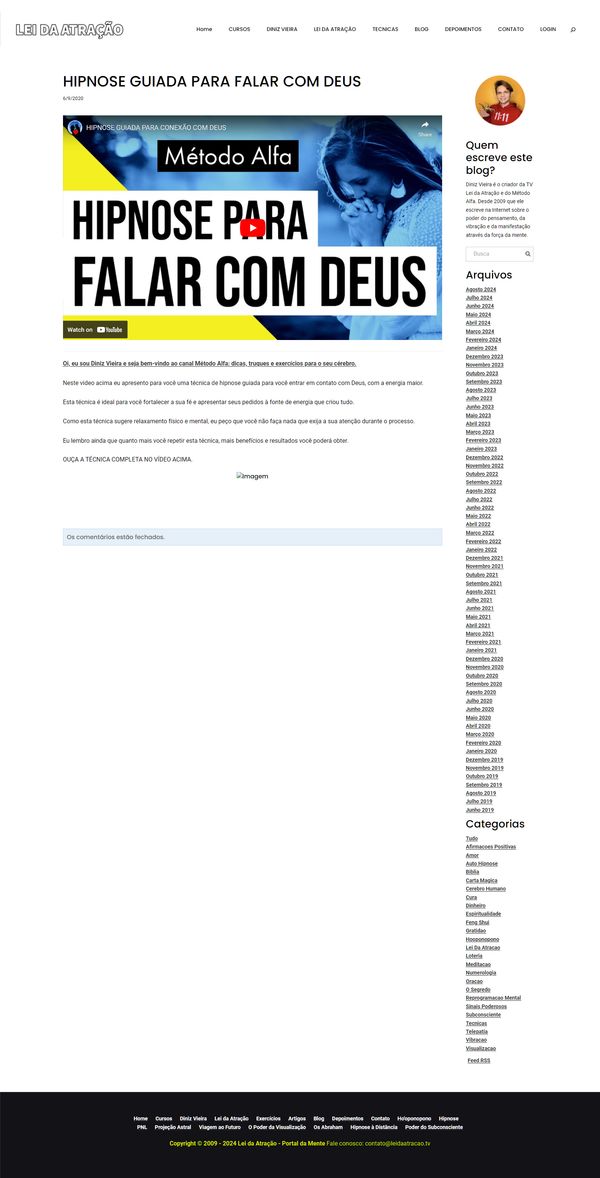 LEI DA ATRAÇÃO
Home CURSOS DINIZ VIEIRA LEI DA ATRAÇÃO TECNICAS BLOG DEPOIMENTOS CONTATO LOGIN
HIPNOSE GUIADA PARA FALAR COM DEUS
6/9/2020
HIPNOSE GUIADA PARA CONEXÃO COM DEUS
Share
Método Alfa
HIPNOSE PARA
FALAR COM DEUS
Watch on YouTube
Oi, eu sou Diniz Vieira e seja bem-vindo ao canal Método Alfa: dicas, truques e exercícios para o seu cérebro.
Neste vídeo acima eu apresento para você uma técnica de hipnose guiada para você entrar em contato com Deus, com a energia maior.
Esta técnica é ideal para você fortalecer a sua fé e apresentar seus pedidos à fonte de energia que criou tudo.
Como esta técnica sugere relaxamento físico e mental, eu peço que você não faça nada que exija a sua atenção durante o processo.
Eu lembro ainda que quanto mais você repetir esta técnica, mais benefícios e resultados você poderá obter.
OUÇA A TÉCNICA COMPLETA NO VÍDEO ACIMA.
Imagem
Os comentários estão fechados.
11:11
Quem
escreve este
blog?
Diniz Vieira é o criador da TV
Lei da Atração e do Método
Alfa. Desde 2009 que ele
escreve na Internet sobre o
poder do pensamento, da
vibração e da manifestação
através da força da mente.
Busca
Arquivos
Agosto 2024
Julho 2024
Junho 2024
Maio 2024
Abril 2024
Março 2024
Fevereiro 2024
Janeiro 2024
Dezembro 2023
Novembro 2023
Outubro 2023
Setembro 2023
Agosto 2023
Julho 2023
Junho 2023
Maio 2023
Abril 2023
Março 2023
Fevereiro 2023
Janeiro 2023
Dezembro 2022
Novembro 2022
Outubro 2022
Setembro 2022
Agosto 2022
Julho 2022
Junho 2022
Maio 2022
Abril 2022
Março 2022
Fevereiro 2022
Janeiro 2022
Dezembro 2021
Novembro 2021
Outubro 2021
Setembro 2021
Agosto 2021
Julho 2021
Junho 2021
Maio 2021
Abril 2021
Março 2021
Fevereiro 2021
Janeiro 2021
Dezembro 2020
Novembro 2020
Outubro 2020
Setembro 2020
Agosto 2020
Julho 2020
Junho 2020
Maio 2020
Abril 2020
Março 2020
Fevereiro 2020
Janeiro 2020
Dezembro 2019
Novembro 2019
Outubro 2019
Setembro 2019
Agosto 2019
Julho 2019
Junho 2019
Categorias
Tudo
Afirmacoes Positivas
Amor
Auto Hipnose
Biblia
Carta Magica
Cerebro Humano
Cura
Dinheiro
Espiritualidade
Feng Shui
Gratidao
Hooponopono
Lei Da Atracao
Loteria
Meditacao
Numerologia
Oracao
O Segredo
Reprogramacao Mental
Sinais Poderosos
Subconsciente
Tecnicas
Telepatia
Vibracao
Visualizacao
Feed RSS
Home Cursos Diniz Vieira Lei da Atração Exercícios Artigos Blog Depoimentos Contato Ho'oponopono Hipnose
PNL Projeção Astral Viagem ao Futuro O Poder da Visualização Os Abraham Hipnose à Distância Poder do Subconsciente
Copyright © 2009 - 2024 Lei da Atração - Portal da Mente Fale conosco: contato@leidaatracao.tv